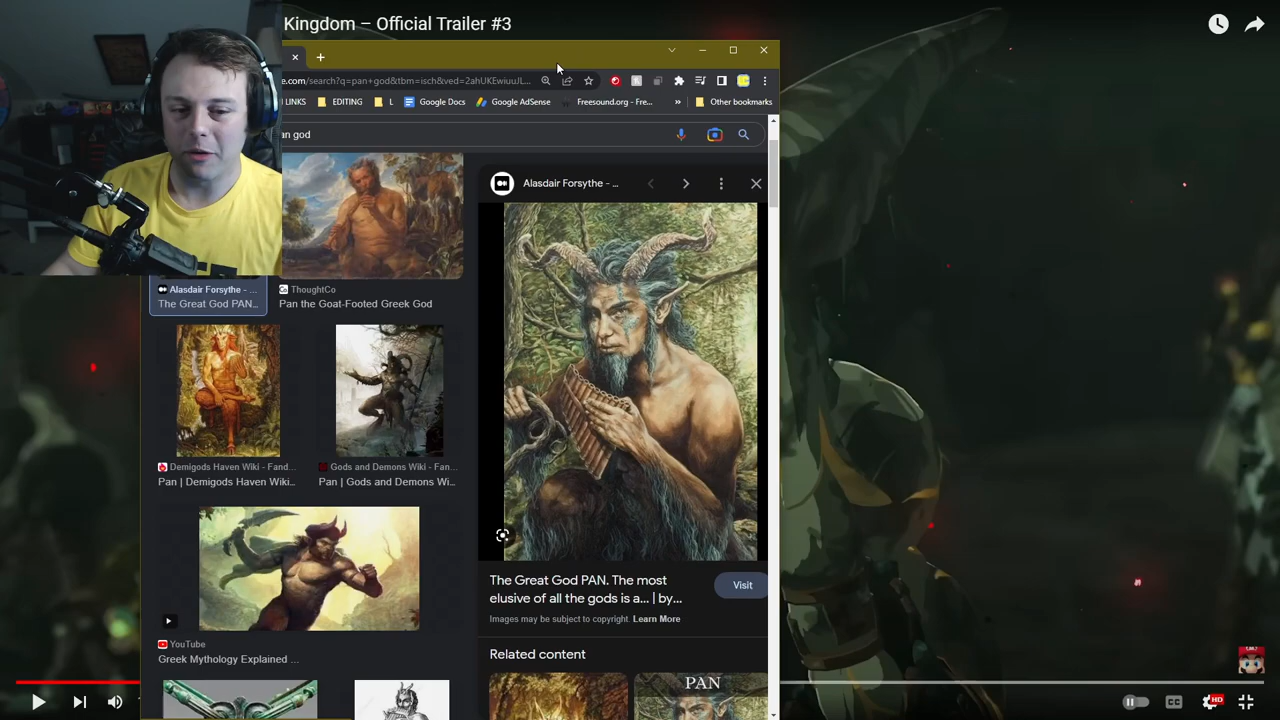 Kingdom – Official Trailer #3
e.com/search?q=pan+god&tbm=isch&ved=2ahUKEwiuuJL...
LINKS
EDITING
L
Google Docs
Google AdSense
Freesound.org - Fre...
»
Other bookmarks
an god
Alasdair Forsythe - ...
Alasdair Forsythe - ...
The Great God PAN...
ThoughtCo
Pan the Goat-Footed Greek God
Demigods Haven Wiki - Fand...
Pan | Demigods Haven Wiki...
Gods and Demons Wiki - Fan...
Pan | Gods and Demons Wi...
The Great God PAN. The most
elusive of all the gods is a... | by...
Visit
Images may be subject to copyright. Learn More
YouTube
Greek Mythology Explained ...
Related content
PAN
CC
HD